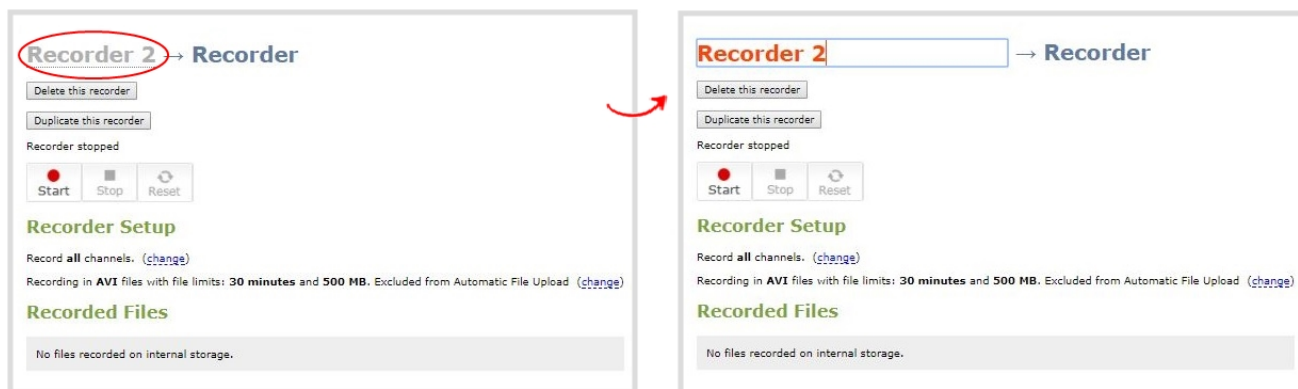 Recorder 2 → Recorder
Delete this recorder
Duplicate this recorder
Recorder stopped
Start Stop Reset
Recorder Setup
Record all channels. (change)
Recording in AVI files with file limits: 30 minutes and 500 MB. Excluded from Automatic File Upload (change)
Recorded Files
No files recorded on internal storage.
Recorder 2 → Recorder
Delete this recorder
Duplicate this recorder
Recorder stopped
Start Stop Reset
Recorder Setup
Record all channels. (change)
Recording in AVI files with file limits: 30 minutes and 500 MB. Excluded from Automatic File Upload (change)
Recorded Files
No files recorded on internal storage.